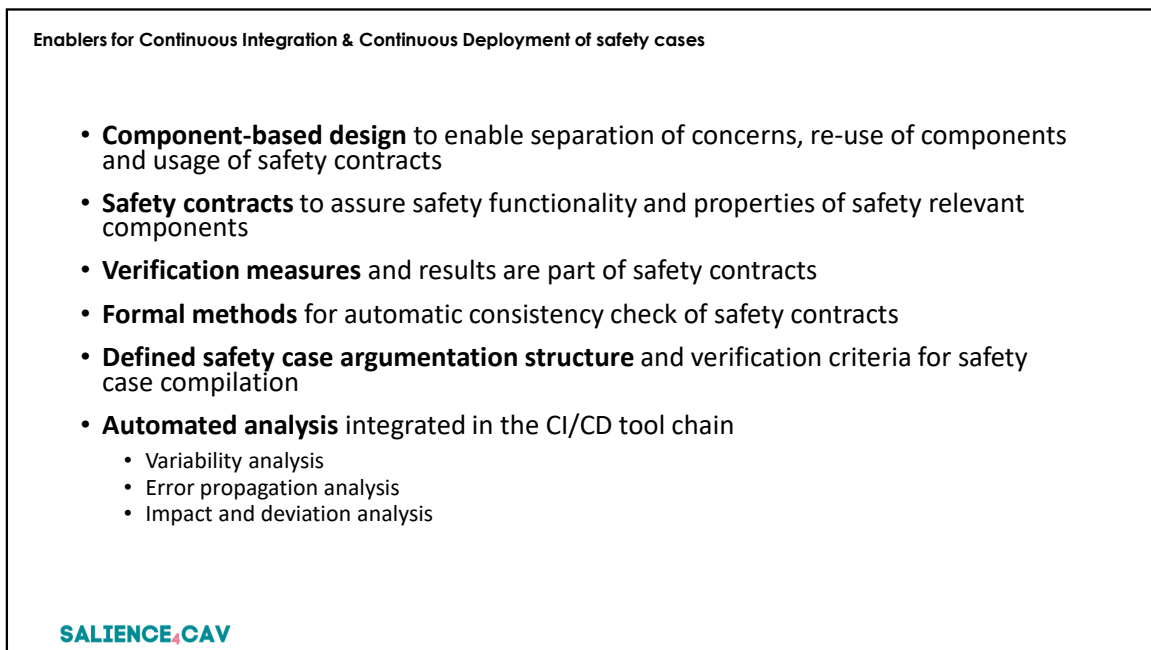 Enablers for Continuous Integration & Continuous Deployment of safety cases
• Component-based design to enable separation of concerns, re-use of components
and usage of safety contracts
• Safety contracts to assure safety functionality and properties of safety relevant
components
• Verification measures and results are part of safety contracts
• Formal methods for automatic consistency check of safety contracts
• Defined safety case argumentation structure and verification criteria for safety
case compilation
• Automated analysis integrated in the CI/CD tool chain
• Variability analysis
• Error propagation analysis
• Impact and deviation analysis
SALIENCE4CAV